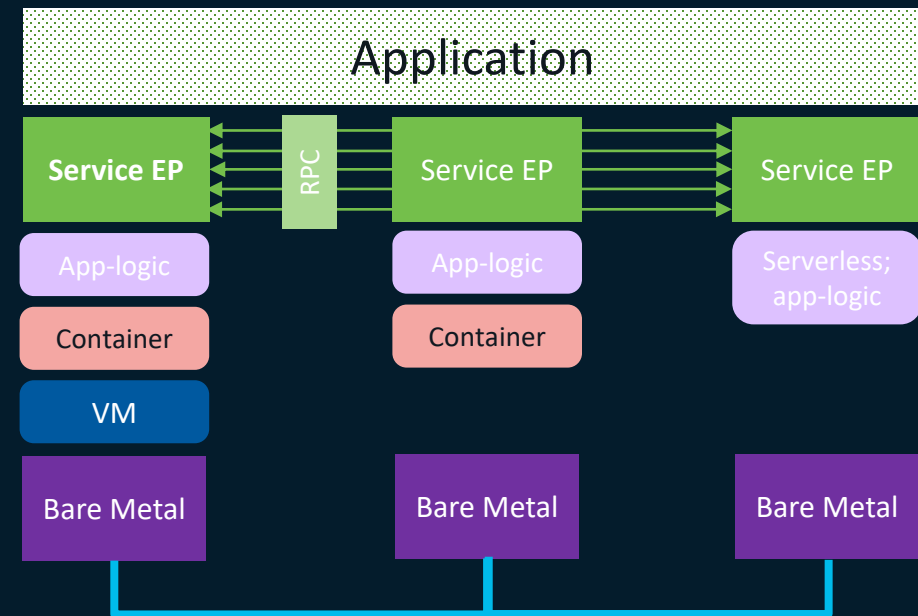 Application
Service EP
RPC
Service EP
Service EP
App-logic
App-logic
Serverless;
app-logic
Container
Container
VM
Bare Metal
Bare Metal
Bare Metal